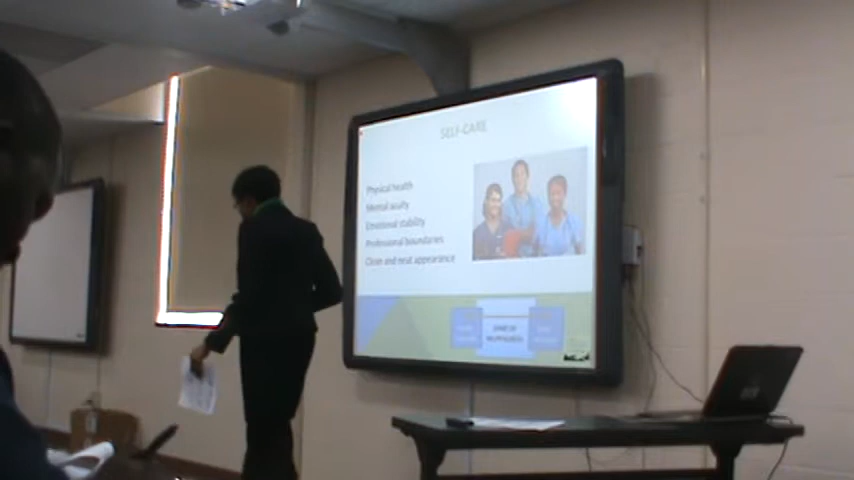 SELF-CARE
Physical health
Mental acuity
Emotional stability
Professional boundaries
Clean and neat appearance